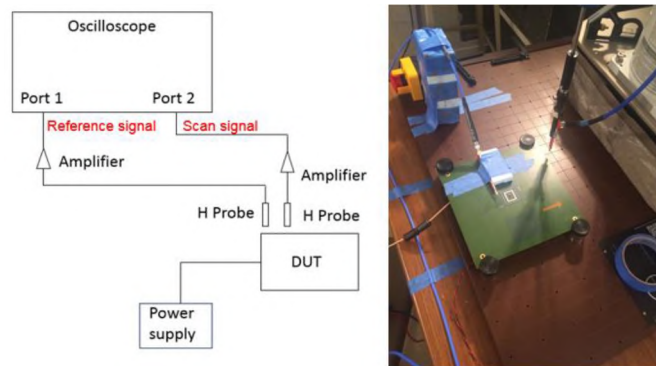 Oscilloscope
Port 1 Port 2
Reference signal Scan signal
Amplifier
Amplifier
H Probe H Probe
DUT
Power
supply